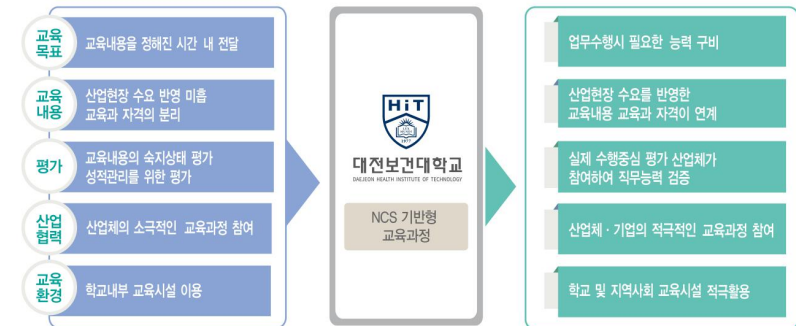 교육
목표
교육내용을 정해진 시간 내 전달
교육
내용
산업현장 수요 반영 미흡
교육과 자격의 분리
평가
교육내용의 숙지상태 평가
성적관리를 위한 평가
산업
협력
산업체의 소극적인 교육과정 참여
교육
환경
학교내부 교육시설 이용
HiT
1977
대전보건대학교
DAEJEON HEALTH INSTITUTE OF TECHNOLOGY
NCS 기반형
교육과정
업무수행시 필요한 능력 구비
산업현장 수요를 반영한
교육내용 교육과 자격이 연계
실제 수행중심 평가 산업체가
참여하여 직무능력 검증
산업체 · 기업의 적극적인 교육과정 참여
학교 및 지역사회 교육시설 적극활용